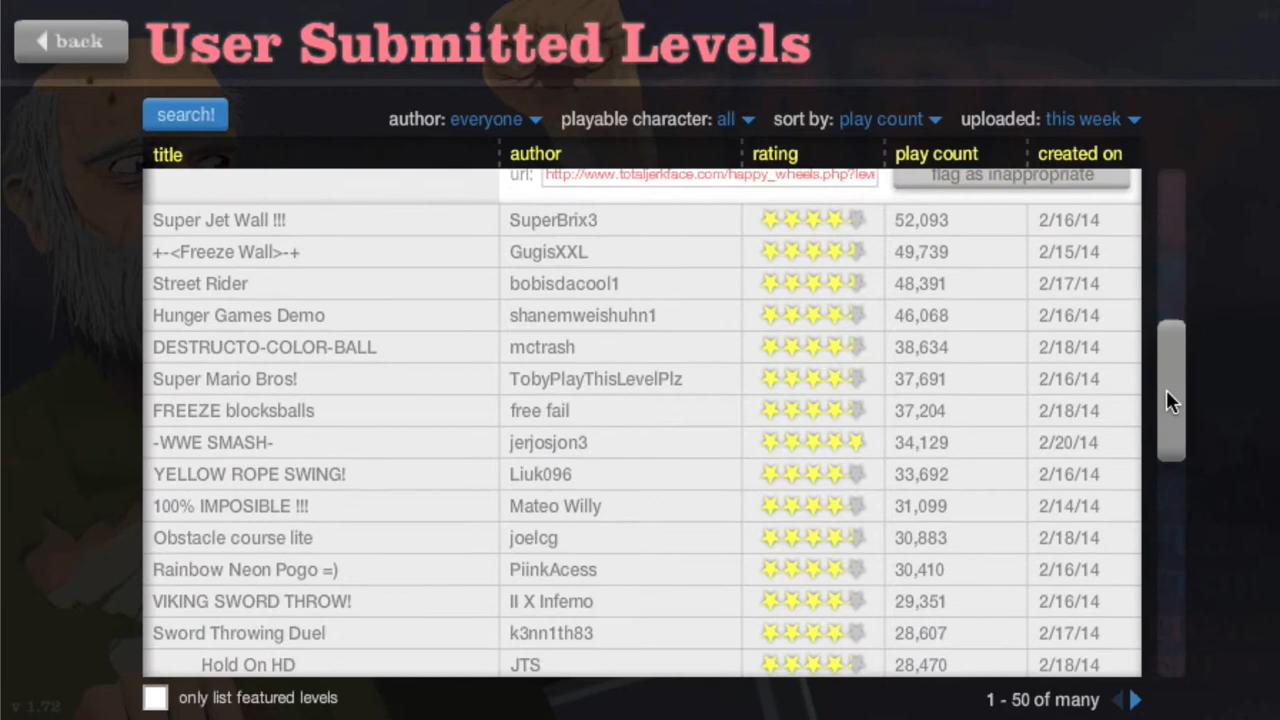 back
User Submitted Levels
search!
author: everyone playable character: all sort by: play count uploaded: this week
title author rating play count created on
url: http://www.totaljerkface.com/happy_wheels.php?lev flag as inappropriate
Super Jet Wall !!! SuperBrix3 52,093 2/16/14
+-<Freeze Wall>-+ GugisXXL 49,739 2/15/14
Street Rider bobisdacool1 48,391 2/17/14
Hunger Games Demo shanemweishuhn1 46,068 2/16/14
DESTRUCTO-COLOR-BALL mctrash 38,634 2/18/14
Super Mario Bros! TobyPlayThisLevelPlz 37,691 2/16/14
FREEZE blocksballs free fail 37,204 2/18/14
-WWE SMASH- jerjosjon3 34,129 2/20/14
YELLOW ROPE SWING! Liuk096 33,692 2/16/14
100% IMPOSIBLE !!! Mateo Willy 31,099 2/14/14
Obstacle course lite joelcg 30,883 2/18/14
Rainbow Neon Pogo =) PiinkAcess 30,410 2/16/14
VIKING SWORD THROW! II X Inferno 29,351 2/16/14
Sword Throwing Duel k3nn1th83 28,607 2/17/14
Hold On HD JTS 28,470 2/18/14
only list featured levels 1 - 50 of many
v 1.72